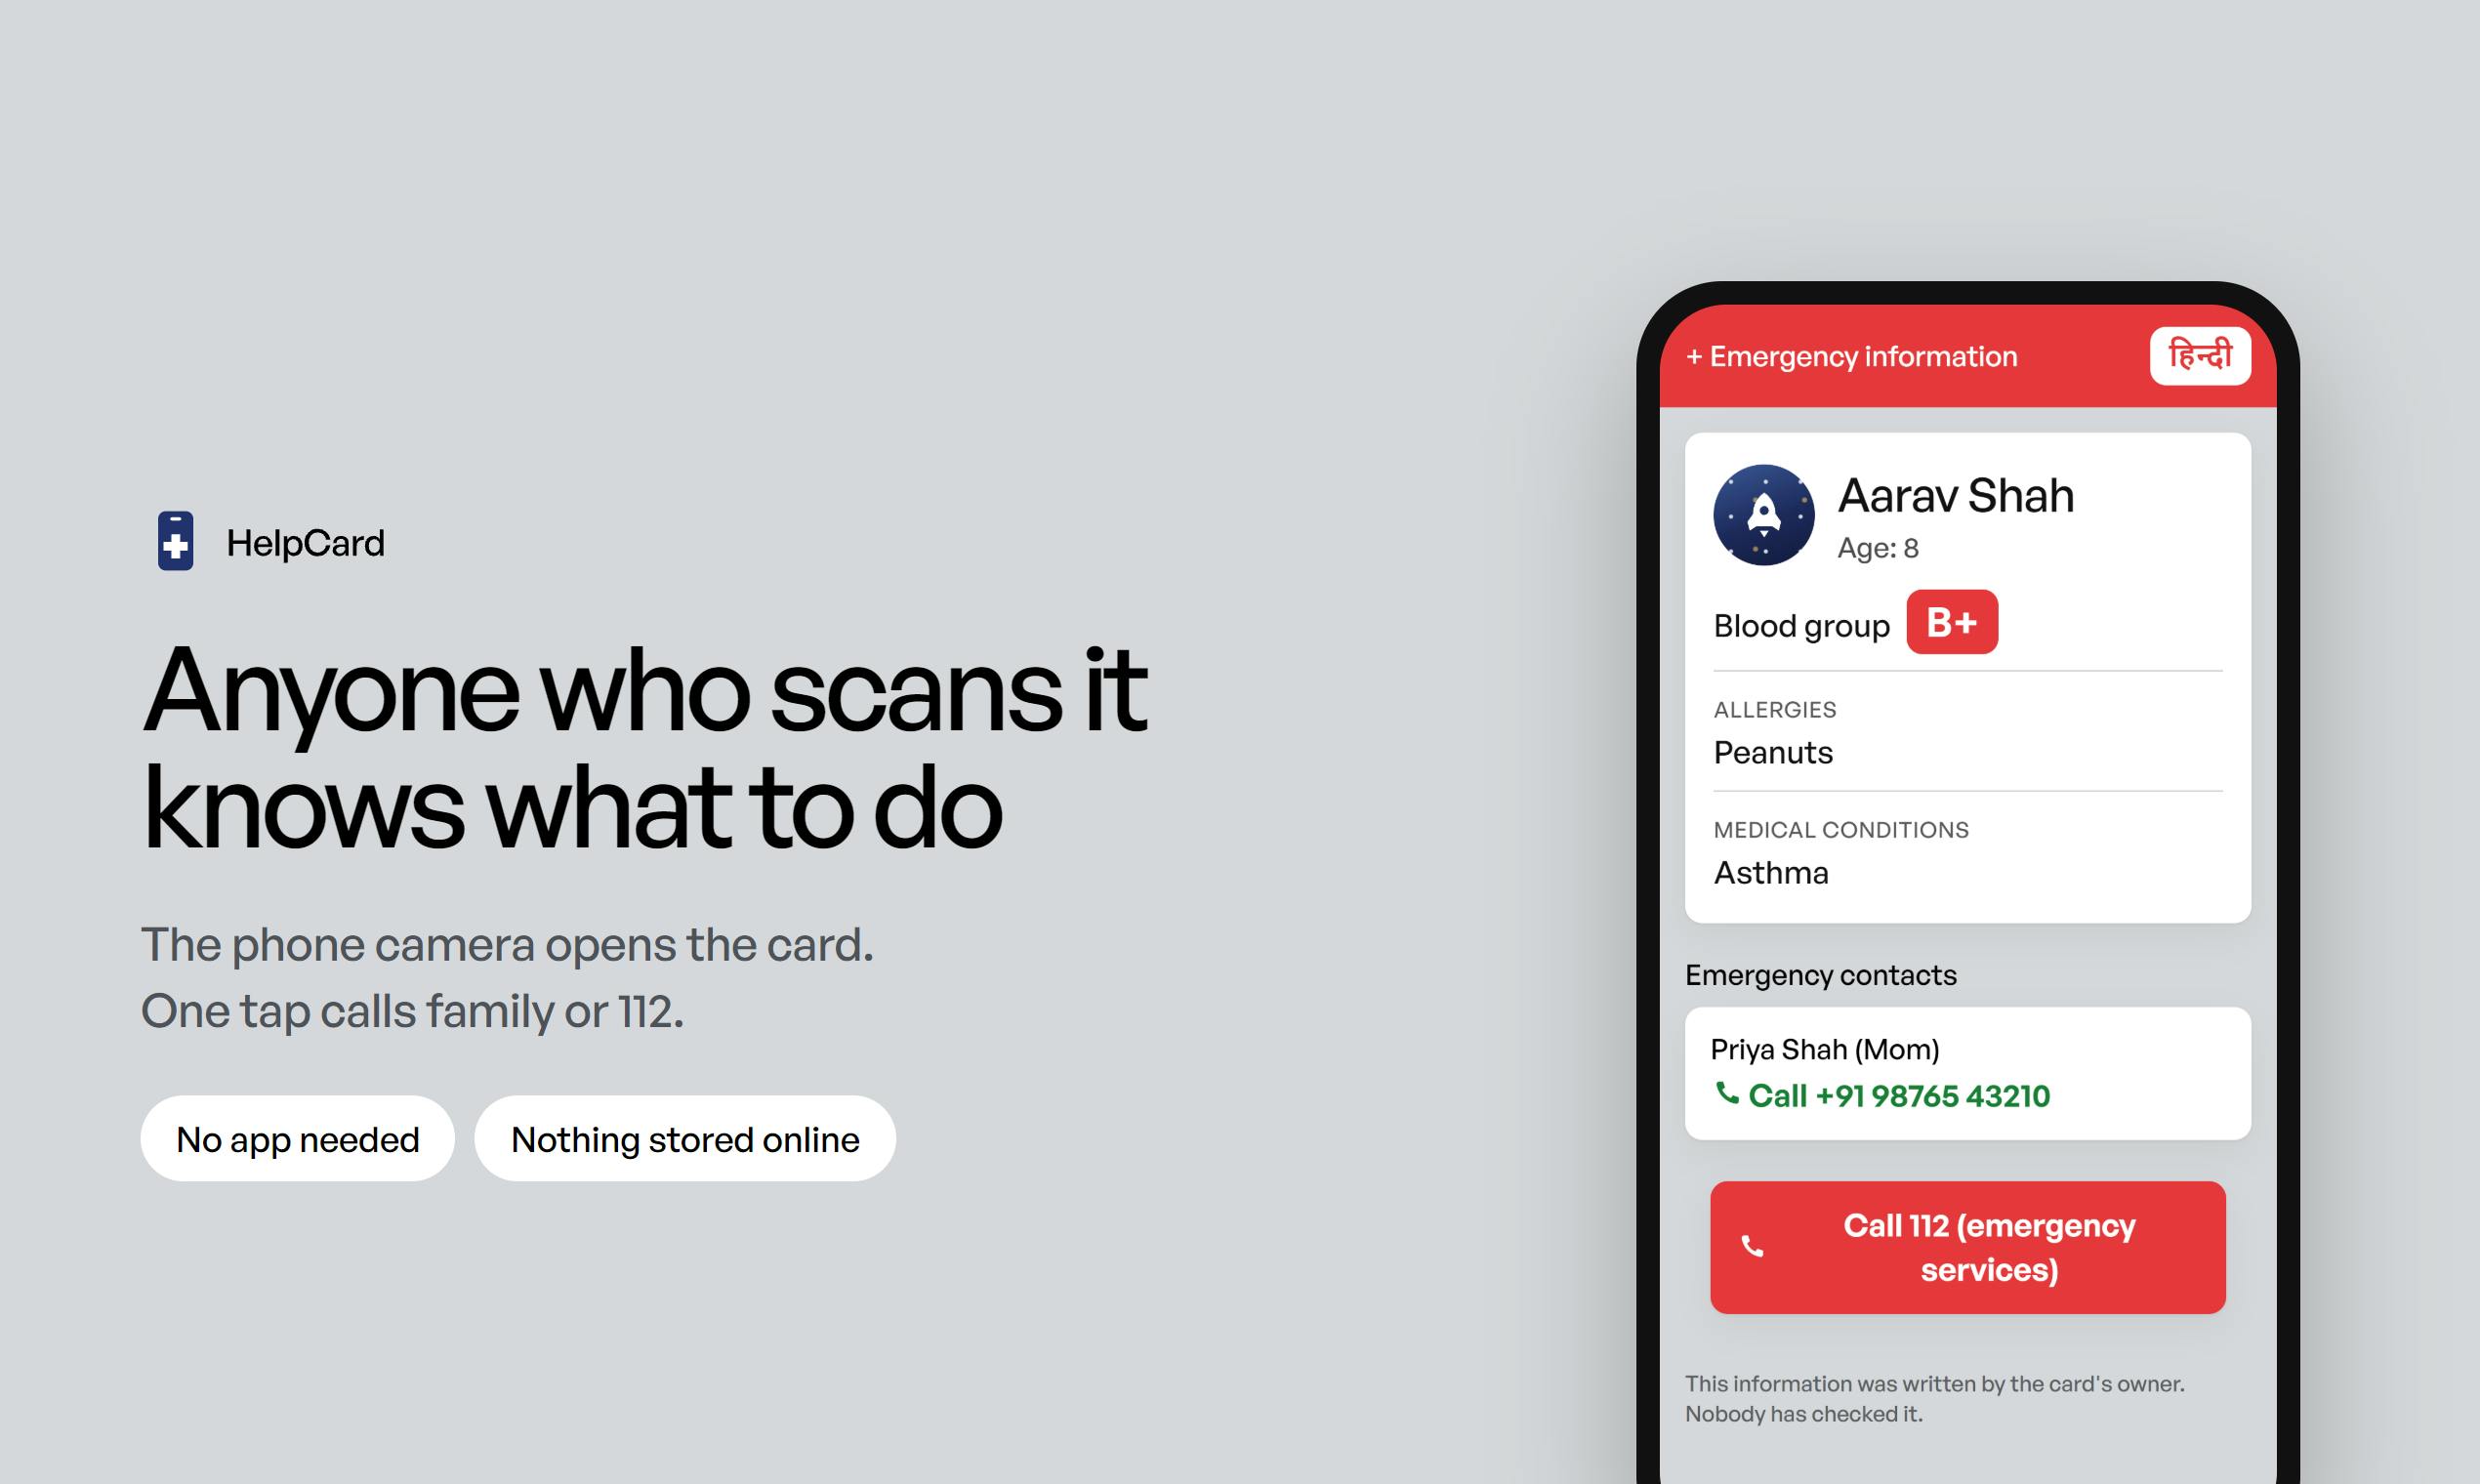 HelpCard
Anyone who scans it
knows what to do
The phone camera opens the card.
One tap calls family or 112.
No app needed
Nothing stored online
+ Emergency information
हिन्दी
Aarav Shah
Age: 8
Blood group B+
ALLERGIES
Peanuts
MEDICAL CONDITIONS
Asthma
Emergency contacts
Priya Shah (Mom)
Call +91 98765 43210
Call 112 (emergency
services)
This information was written by the card's owner.
Nobody has checked it.